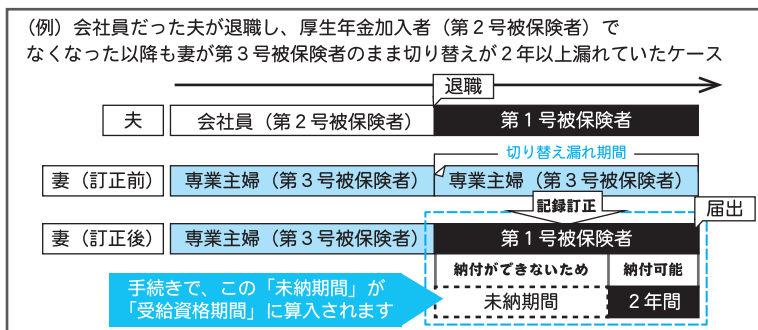 （例）会社員だった夫が退職し、厚生年金加入者（第２号被保険者）で
なくなった以降も妻が第３号被保険者のまま切り替えが２年以上漏れていたケース
退職
夫
会社員（第２号被保険者）
第１号被保険者
切り替え漏れ期間
妻（訂正前）
専業主婦（第３号被保険者）
専業主婦（第３号被保険者）
記録訂正
届出
妻（訂正後）
専業主婦（第３号被保険者）
第１号被保険者
納付ができないため
納付可能
手続きで、この「未納期間」が
「受給資格期間」に算入されます
未納期間
２年間